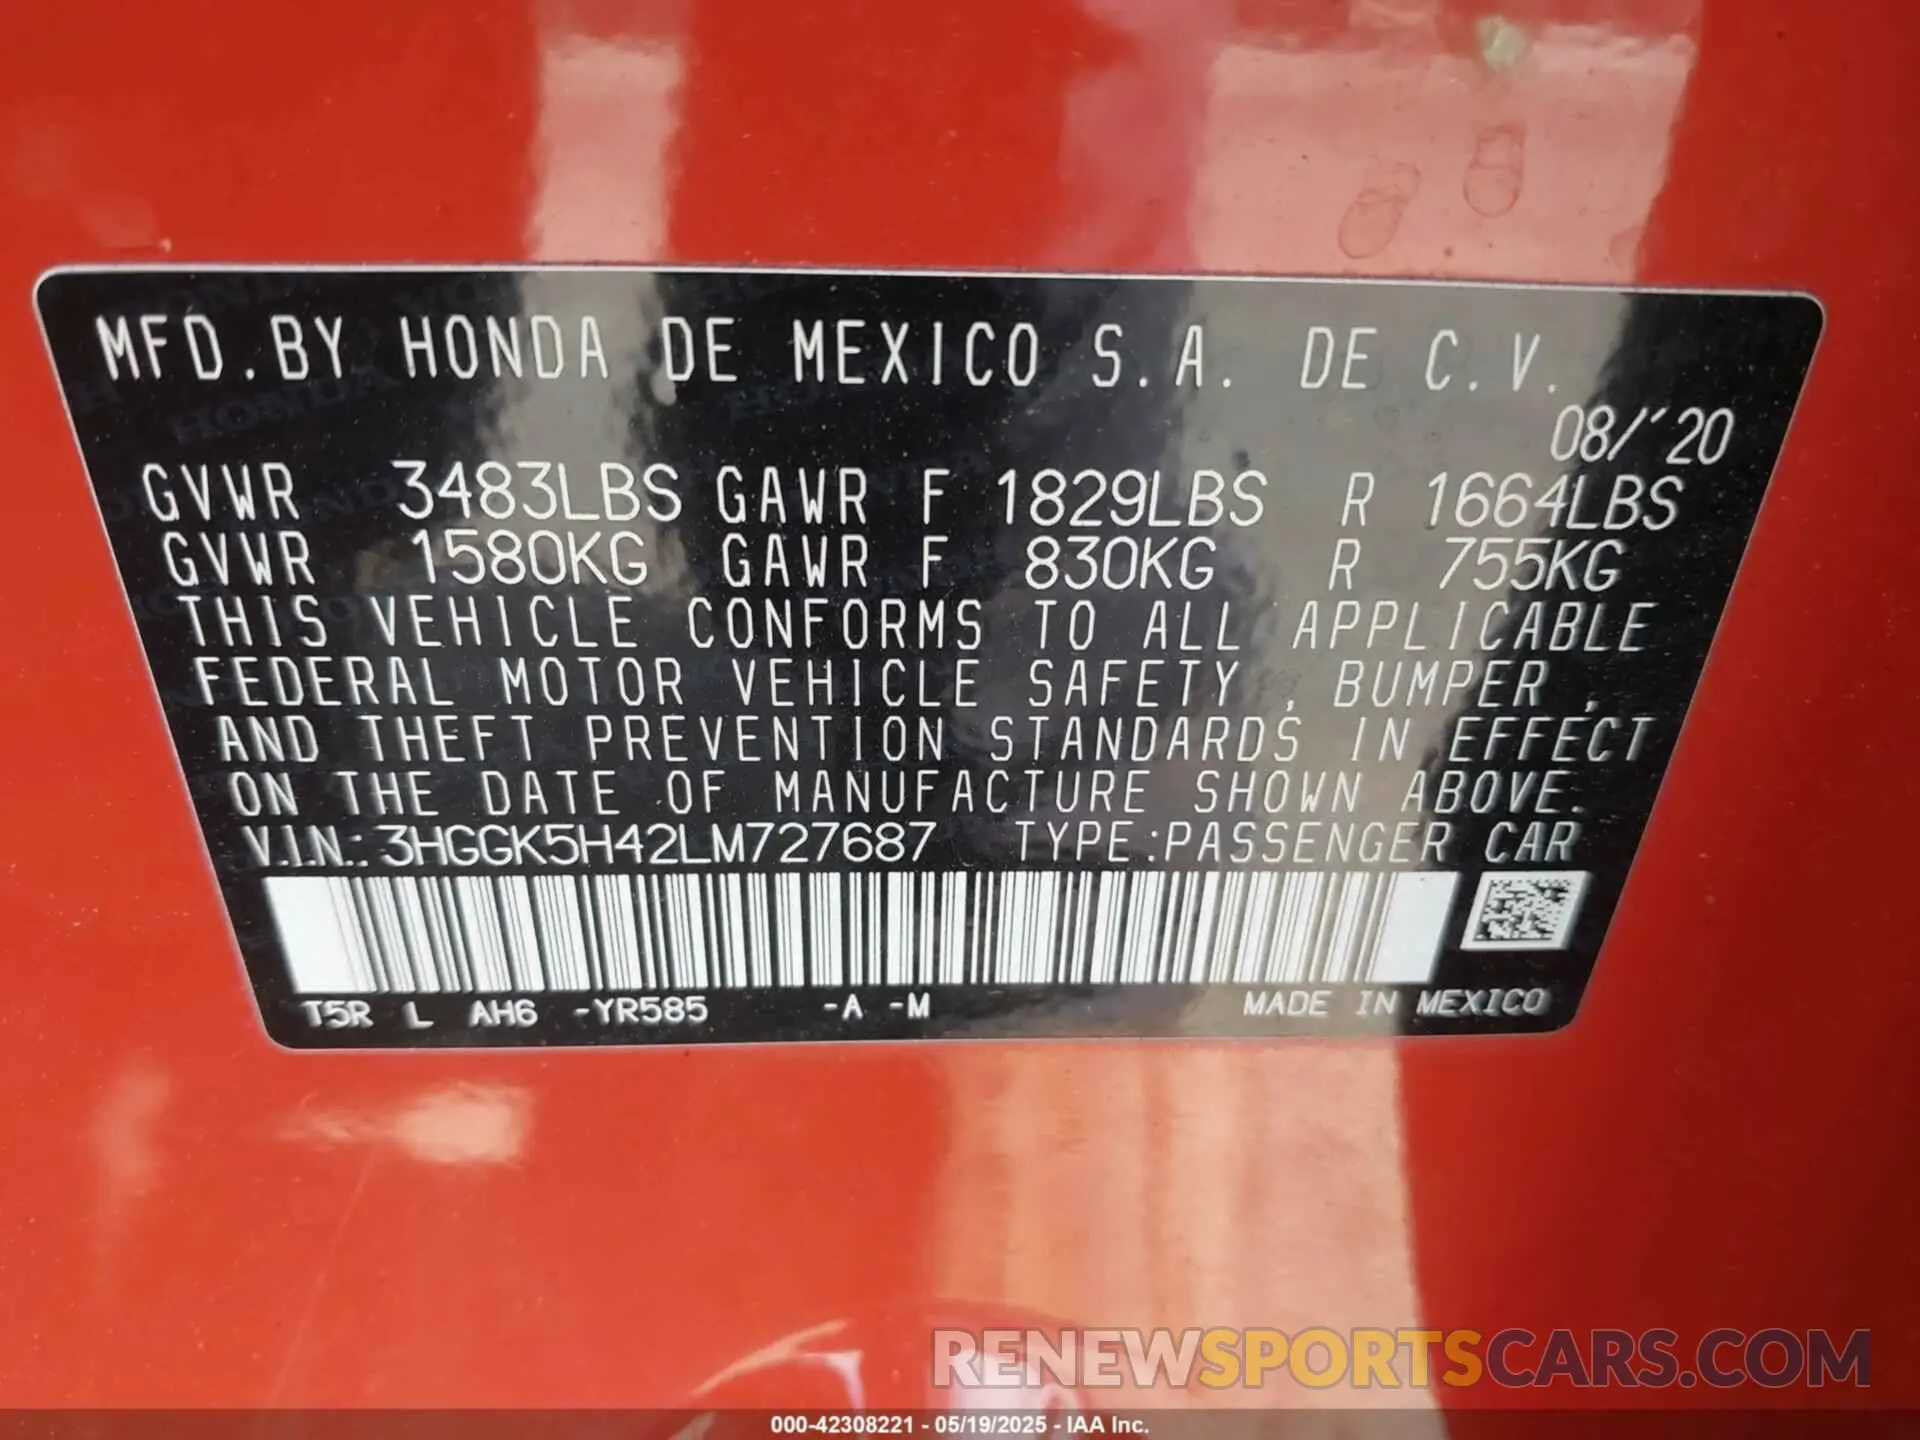 MFD.BY HONDA DE MEXICO S.A. DE C.V.
08/"20
GVWR 3483LBS GAWR F 1829LBS R 1664LBS
GVWR 1580KG GAWR F 830KG R 755KG
THIS VEHICLE CONFORMS TO ALL APPLICABLE
FEDERAL MOTOR VEHICLE SAFETY , BUMPER ,
AND THEFT PREVENTION STANDARDS IN EFFECT
ON THE DATE OF MANUFACTURE SHOWN ABOVE.
V.I.N.: 3HGGK5H42LM727687 TYPE:PASSENGER CAR
T5R L AH6 -YR585 -A -M MADE IN MEXICO
RENEWSPORTSCARS.COM
000-42308221 - 05/19/2025 - IAA Inc.